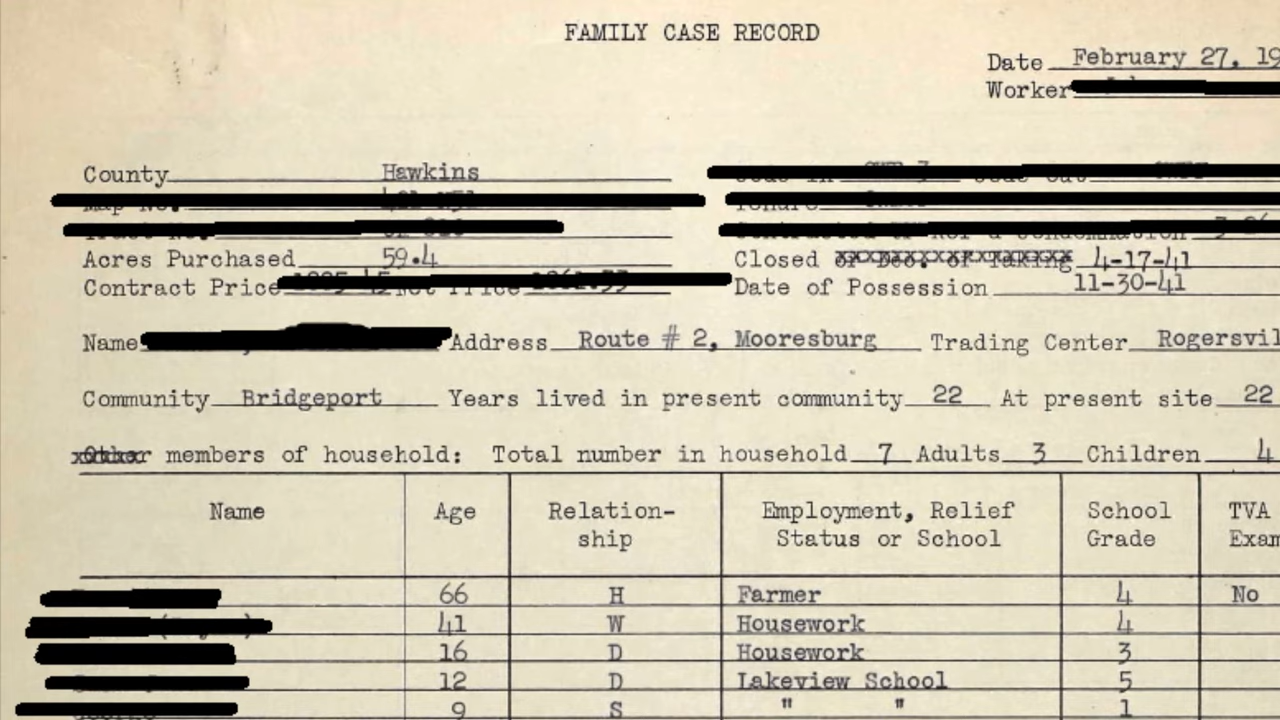 FAMILY CASE RECORD
Date February 27, 19
Worker
County Hawkins
Acres Purchased 59.4 Closed or Dec. of Taking 4-17-41
Contract Price Date of Possession 11-30-41
Name Address Route # 2, Mooresburg Trading Center Rogersvil
Community Bridgeport Years lived in present community 22 At present site 22
Other members of household: Total number in household 7 Adults 3 Children 4
Name Age Relation- Employment, Relief School TVA
ship Status or School Grade Exam
66 H Farmer 4 No
41 W Housework 4
16 D Housework 3
12 D Lakeview School 5
9 S " " 1